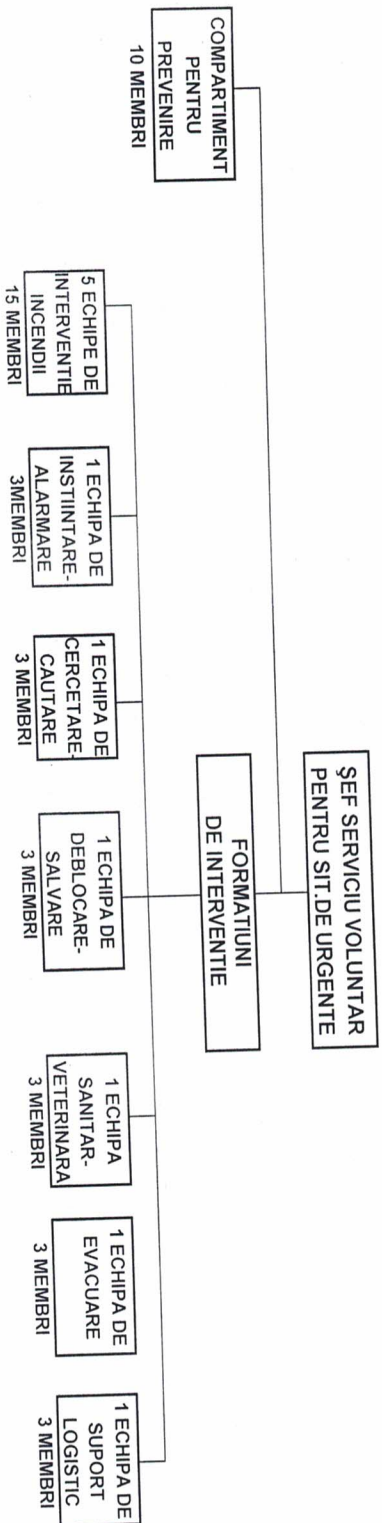 ŞEF SERVICIU VOLUNTAR
PENTRU SIT.DE URGENTE
COMPARTIMENT
PENTRU
PREVENIRE
10 MEMBRI
FORMATIUNI
DE INTERVENTIE
5 ECHIPE DE
INTERVENTIE
INCENDII
15 MEMBRI
1 ECHIPA DE
INSTIINTARE-
ALARMARE
3MEMBRI
1 ECHIPA DE
CERCETARE-
CAUTARE
3 MEMBRI
1 ECHIPA DE
DEBLOCARE-
SALVARE
3 MEMBRI
1 ECHIPA
SANITAR-
VETERINARA
3 MEMBRI
1 ECHIPA DE
EVACUARE
3 MEMBRI
1 ECHIPA DE
SUPORT
LOGISTIC
3 MEMBRI